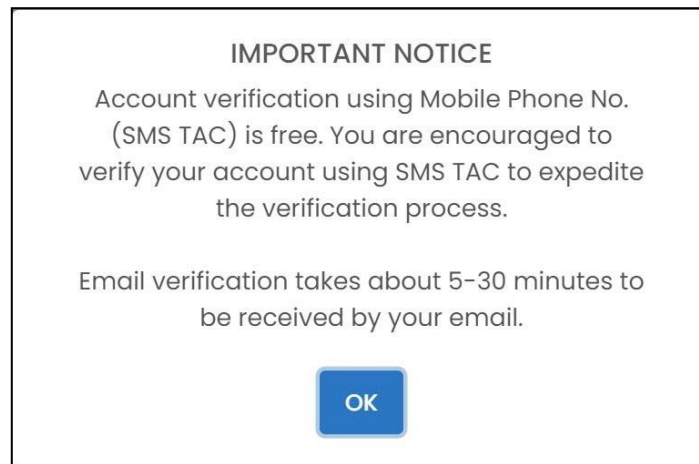 IMPORTANT NOTICE
Account verification using Mobile Phone No.
(SMS TAC) is free. You are encouraged to
verify your account using SMS TAC to expedite
the verification process.
Email verification takes about 5-30 minutes to
be received by your email.
OK